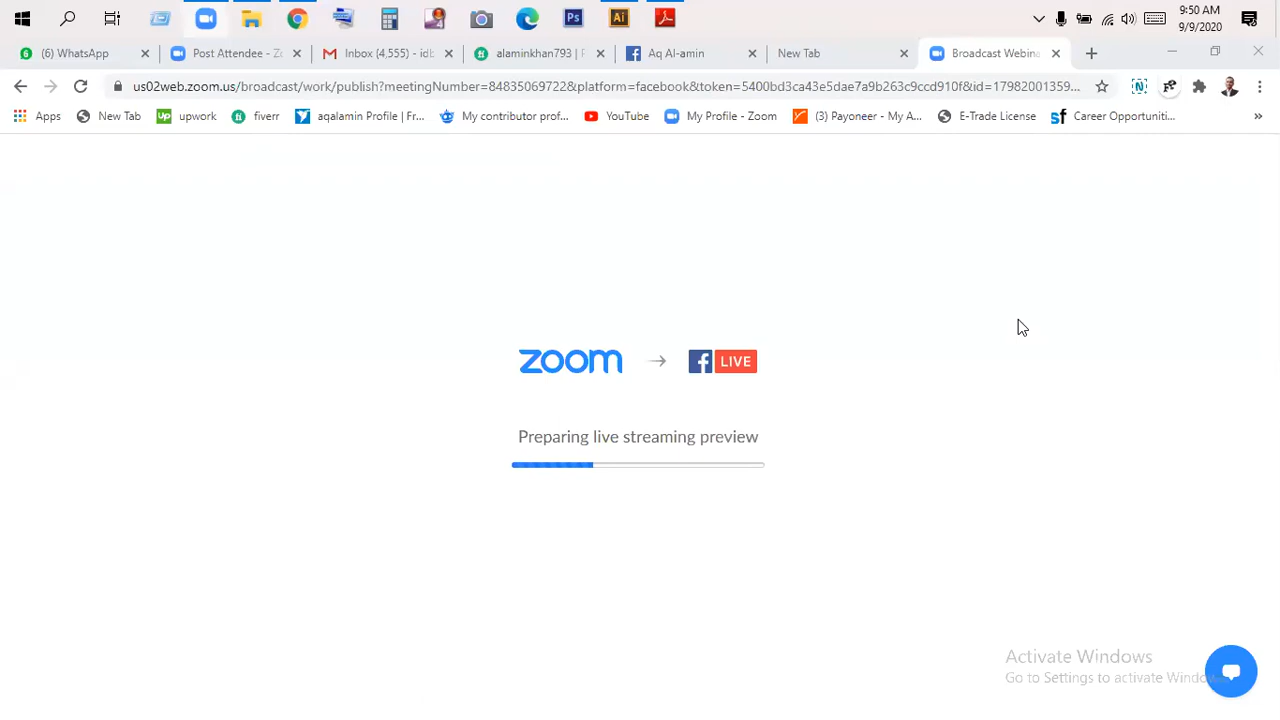 9:50 AM
9/9/2020
(6) WhatsApp
Post Attendee - Zo
Inbox (4,555) - idb
alaminkhan793 | F
Aq Al-amin
New Tab
Broadcast Webina
us02web.zoom.us/broadcast/work/publish?meetingNumber=84835069722&platform=facebook&token=5400bd3ca43e5dae7a9b263c9ccd910f&id=17982001359...
Apps
New Tab
upwork
fiverr
aqalamin Profile | Fr...
My contributor prof...
YouTube
My Profile - Zoom
(3) Payoneer - My A...
E-Trade License
Career Opportuniti...
»
zoom → f LIVE
Preparing live streaming preview
Activate Windows
Go to Settings to activate Windows